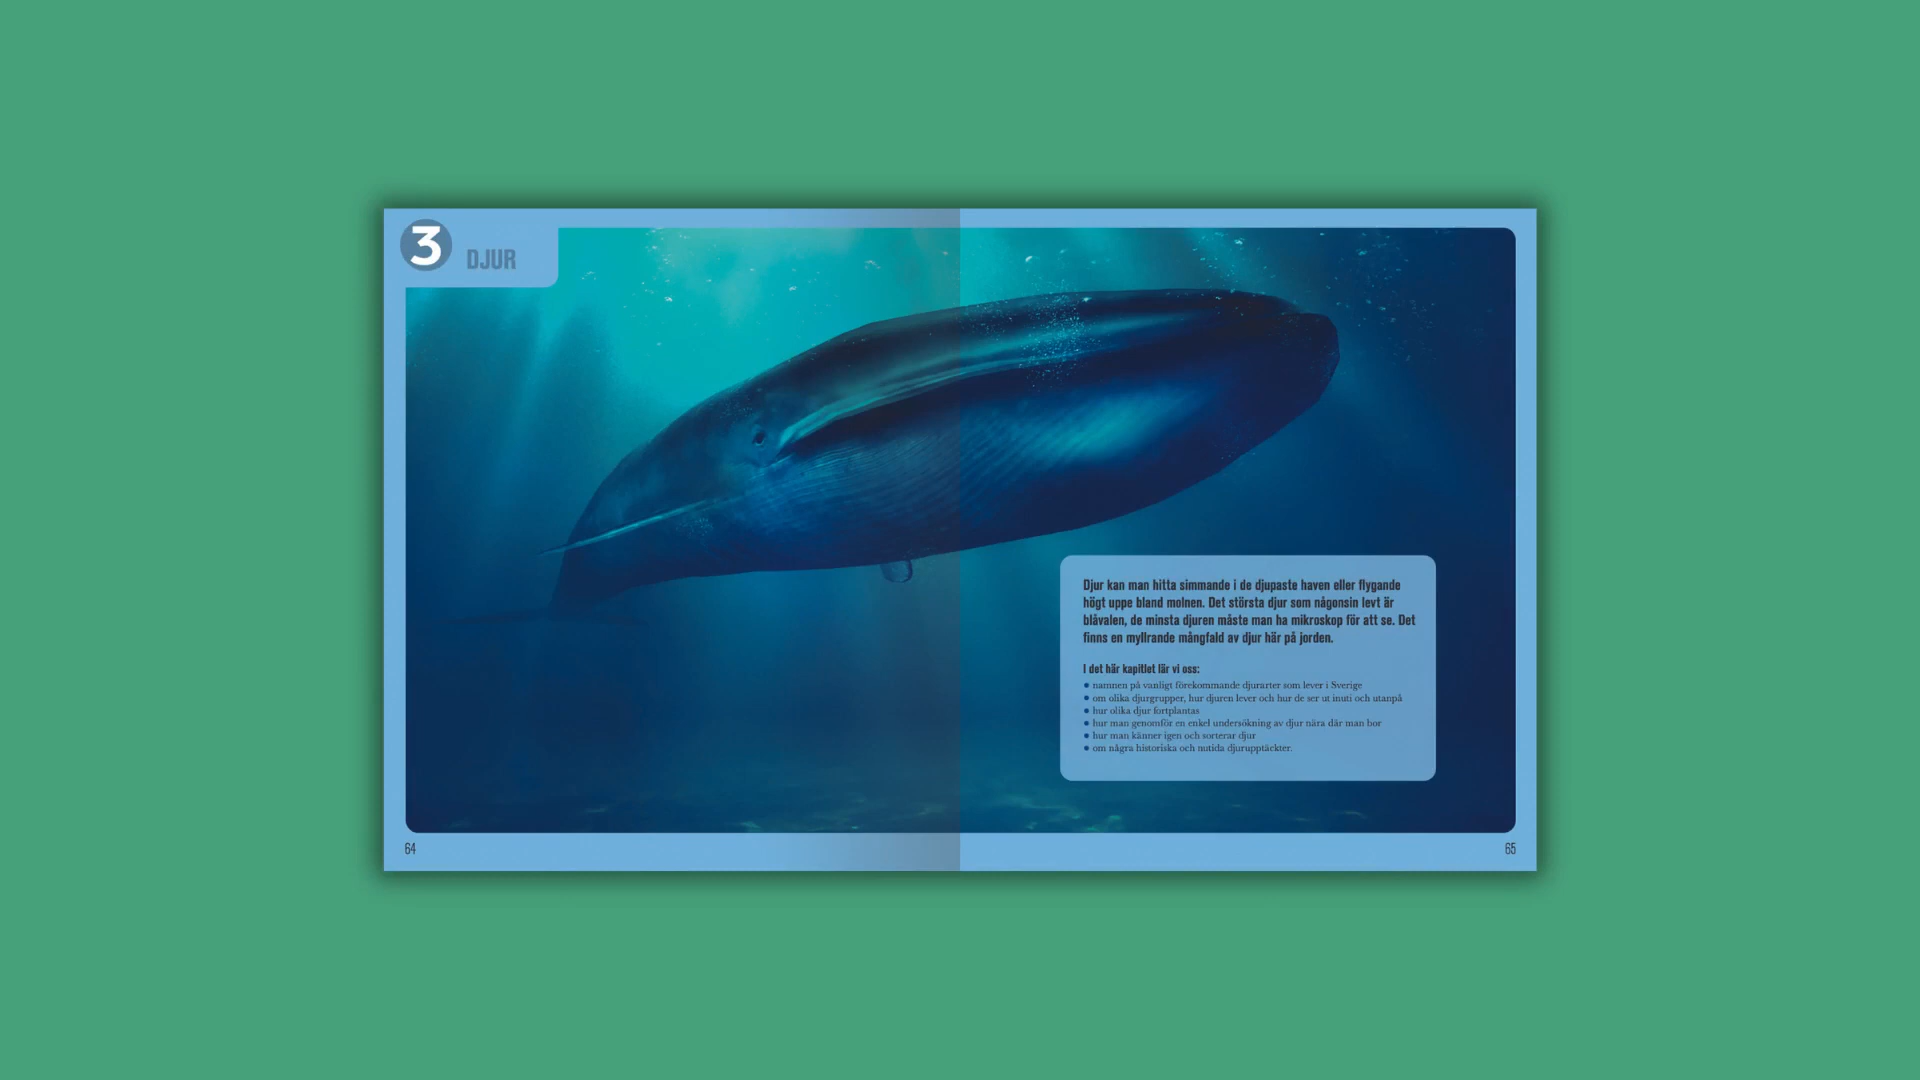 3 DJUR
Djur kan man hitta simmande i de djupaste haven eller flygande
högt uppe bland molnen. Det största djur som någonsin levt är
blåvalen, de minsta djuren måste man ha mikroskop för att se. Det
finns en myllrande mångfald av djur här på jorden.
I det här kapitlet lär vi oss:
• namnen på vanligt förekommande djurarter som lever i Sverige
• om olika djurgrupper, hur djuren lever och hur de ser ut inuti och utanpå
• hur olika djur fortplantas
• hur man genomför en enkel undersökning av djur nära där man bor
• hur man känner igen och sorterar djur
• om några historiska och nutida djurupptäckter.
64
65